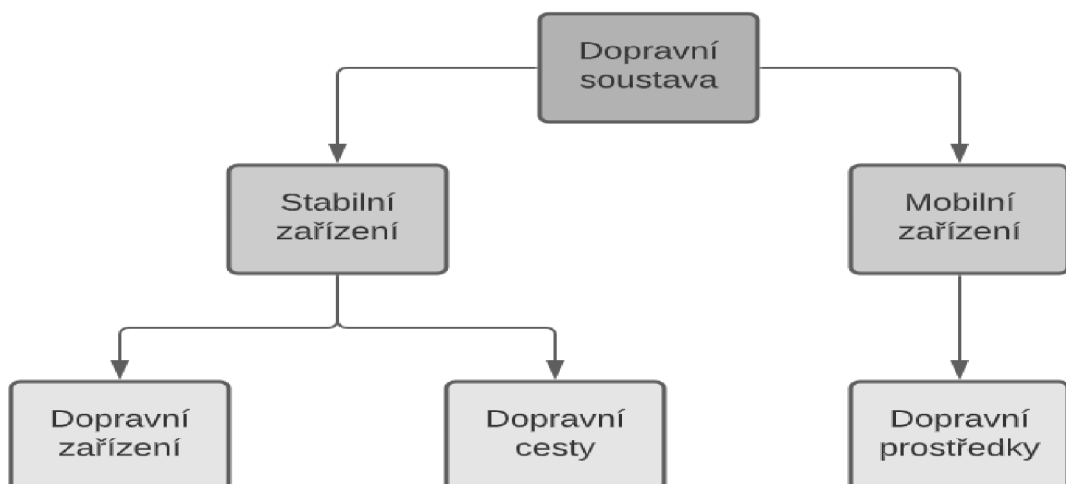 Dopravní
soustava
Stabilní
zařízení
Mobilní
zařízení
Dopravní
zařízení
Dopravní
cesty
Dopravní
prostředky